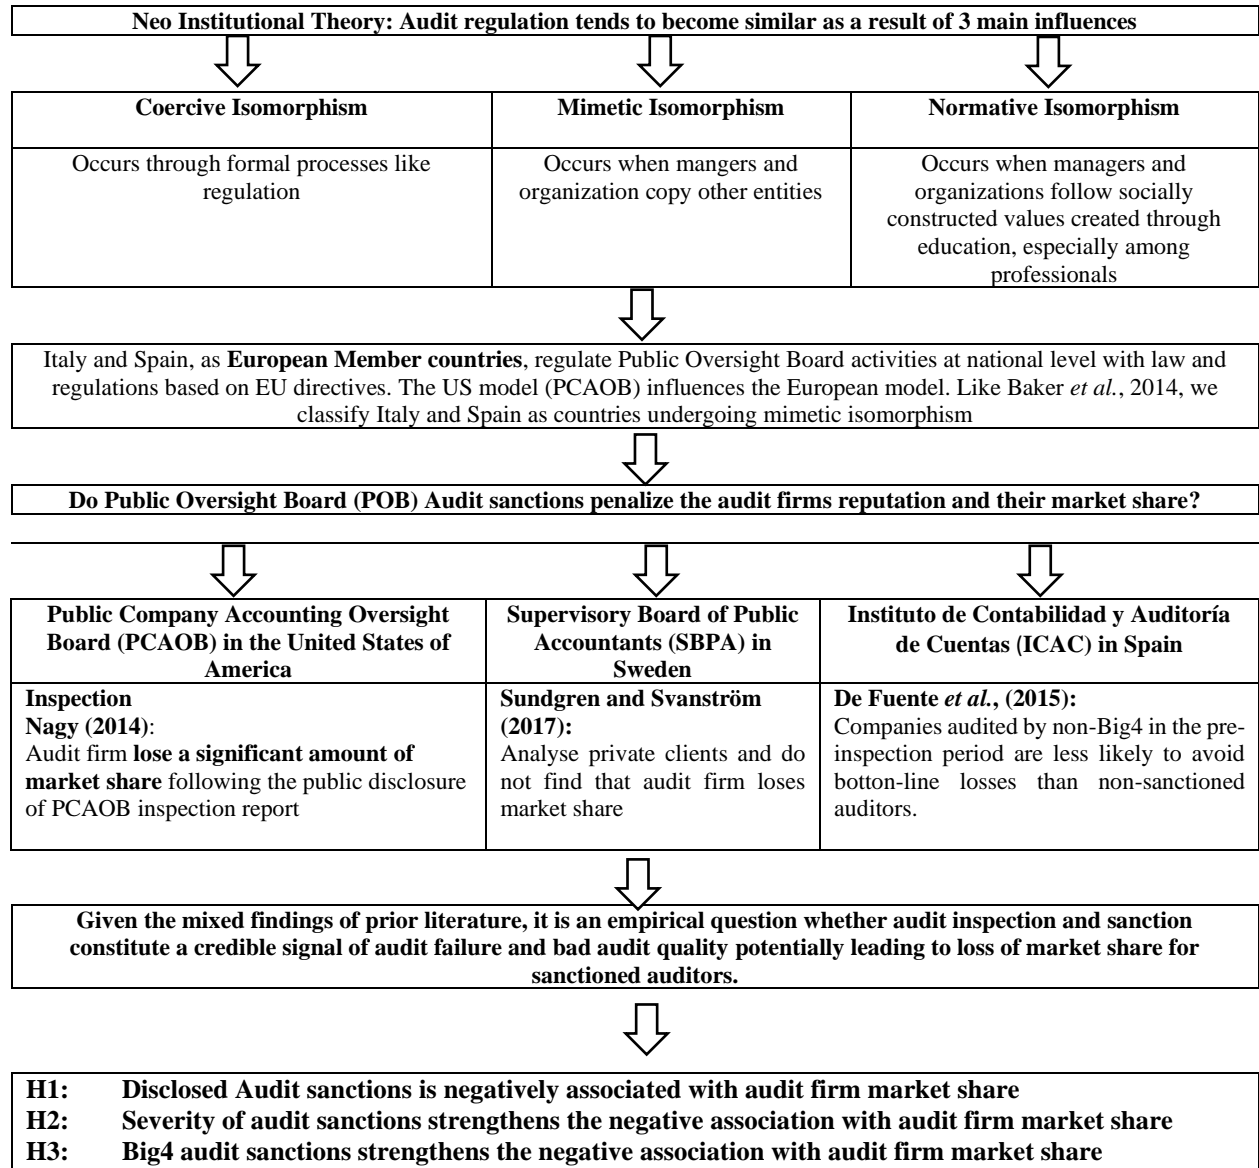 Neo Institutional Theory: Audit regulation tends to become similar as a result of 3 main influences
Coercive Isomorphism
Occurs through formal processes like
regulation
Mimetic Isomorphism
Occurs when mangers and
organization copy other entities
Normative Isomorphism
Occurs when managers and
organizations follow socially
constructed values created through
education, especially among
professionals
Italy and Spain, as European Member countries, regulate Public Oversight Board activities at national level with law and
regulations based on EU directives. The US model (PCAOB) influences the European model. Like Baker et al., 2014, we
classify Italy and Spain as countries undergoing mimetic isomorphism
Do Public Oversight Board (POB) Audit sanctions penalize the audit firms reputation and their market share?
Public Company Accounting Oversight
Board (PCAOB) in the United States of
America
Inspection
Nagy (2014):
Audit firm lose a significant amount of
market share following the public disclosure
of PCAOB inspection report
Supervisory Board of Public
Accountants (SBPA) in
Sweden
Sundgren and Svanström
(2017):
Analyse private clients and do
not find that audit firm loses
market share
Instituto de Contabilidad y Auditoría
de Cuentas (ICAC) in Spain
De Fuente et al., (2015):
Companies audited by non-Big4 in the pre-
inspection period are less likely to avoid
botton-line losses than non-sanctioned
auditors.
Given the mixed findings of prior literature, it is an empirical question whether audit inspection and sanction
constitute a credible signal of audit failure and bad audit quality potentially leading to loss of market share for
sanctioned auditors.
H1: Disclosed Audit sanctions is negatively associated with audit firm market share
H2: Severity of audit sanctions strengthens the negative association with audit firm market share
H3: Big4 audit sanctions strengthens the negative association with audit firm market share